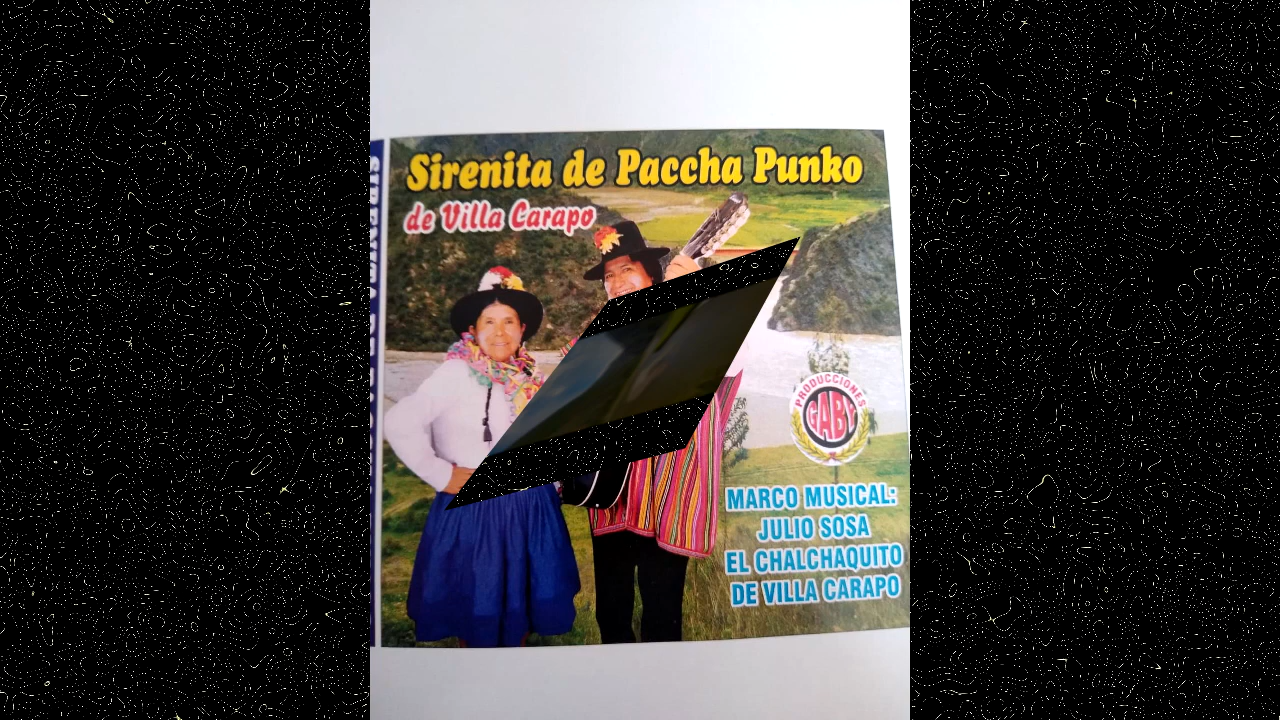 Sirenita de Paccha Punko
de Villa Carapo
PRODUCCIONES
GABY
MARCO MUSICAL:
JULIO SOSA
EL CHALCHAQUITO
DE VILLA CARAPO